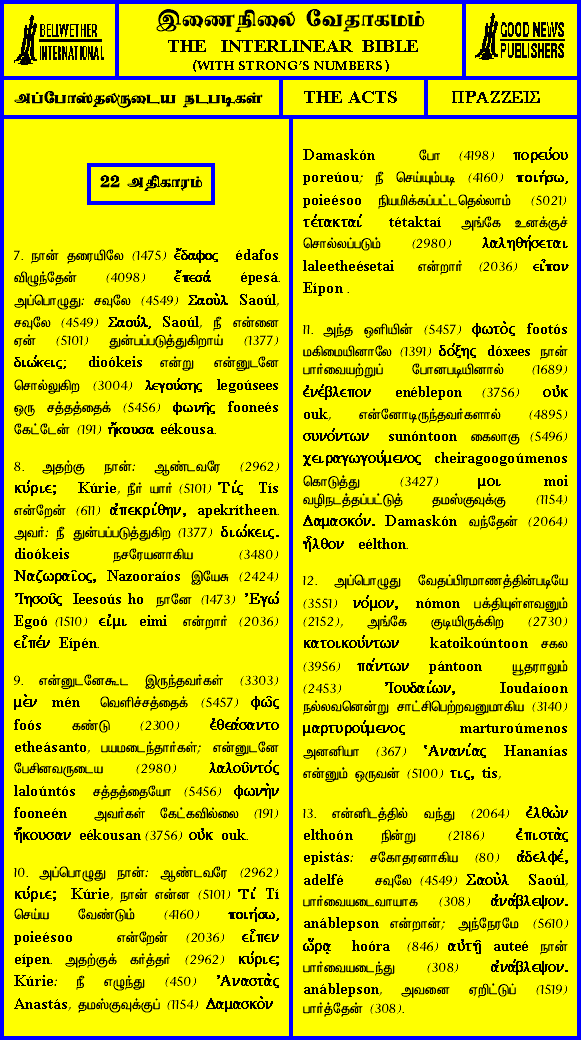 BELLWETHER
INTERNATIONAL
இணைநிலை வேதாகமம்
THE INTERLINEAR BIBLE
(WITH STRONG'S NUMBERS)
GOOD NEWS
PUBLISHERS
அப்போஸ்தலருடைய நடபடிகள்
THE ACTS
ΠΡΑΖΖΕΙΣ
22 அதிகாரம்
7. நான் தரையிலே (1475) ἔδαφος édafos
விழுந்தேன் (4098) ἔπεσά épesá.
அப்பொழுது: சவுலே (4549) Σαοὺλ Saoúl,
சவுலே (4549) Σαούλ, Saoúl, நீ என்னை
ஏன் (5101) துன்பப்படுத்துகிறாய் (1377)
διώκεις; dioókeis என்று என்னுடனே
சொல்லுகிற (3004) λεγούσης legoúsees
ஒரு சத்தத்தைக் (5456) φωνῆς fooneés
கேட்டேன் (191) ἤκουσα eékousa.
8. அதற்கு நான்: ஆண்டவரே (2962)
κύριε; Kúrie, நீர் யார் (5101) Τίς Tís
என்றேன் (611) ἀπεκρίθην, apekrítheen.
அவர்: நீ துன்பப்படுத்துகிற (1377) διώκεις.
dioókeis நசரேயனாகிய (3480)
Ναζωραῖος, Nazooraíos இயேசு (2424)
Ἰησοῦς Ieesoús ho நானே (1473) Ἐγώ
Egoó (1510) εἰμι eimi என்றார் (2036)
εἶπέν Eípén.
9. என்னுடனேகூட இருந்தவர்கள் (3303)
μὲν mén வெளிச்சத்தைக் (5457) φῶς
foós கண்டு (2300) ἐθεάσαντο
etheásanto, பயமடைந்தார்கள்; என்னுடனே
பேசினவருடைய (2980) λαλοῦντός
laloúntós சத்தத்தையோ (5456) φωνὴν
fooneén அவர்கள் கேட்கவில்லை (191)
ἤκουσαν eékousan (3756) οὐκ ouk.
10. அப்பொழுது நான்: ஆண்டவரே (2962)
κύριε; Kúrie, நான் என்ன (5101) Τί Tí
செய்ய வேண்டும் (4160) ποιήσω,
poieésoo என்றேன் (2036) εἶπεν
eípen. அதற்குக் கர்த்தர் (2962) κύριε;
Kúrie: நீ எழுந்து (450) Ἀναστὰς
Anastás, தமஸ்குவுக்குப் (1154) Δαμασκὸν
Damaskón போ (4198) πορεύου
poreúou; நீ செய்யும்படி (4160) ποιήσω,
poieésoo நியமிக்கப்பட்டதெல்லாம் (5021)
τέτακταί tétaktaí அங்கே உனக்குச்
சொல்லப்படும் (2980) λαληθήσεται
laleetheésetai என்றார் (2036) εἶπον
Eípon .
11. அந்த ஒளியின் (5457) φωτὸς footós
மகிமையினாலே (1391) δόξης dóxees நான்
பார்வையற்றுப் போனபடியினால் (1689)
ἐνέβλεπον enéblepon (3756) οὐκ
ouk, என்னோடிருந்தவர்களால் (4895)
συνόντων sunóntoon கைலாகு (5496)
χειραγωγούμενος cheiragoogoúmenos
கொடுத்து (3427) μοι moi
வழிநடத்தப்பட்டுத் தமஸ்குவுக்கு (1154)
Δαμασκόν. Damaskón வந்தேன் (2064)
ἦλθον eélthon.
12. அப்பொழுது வேதப்பிரமாணத்தின்படியே
(3551) νόμον, nómon பக்தியுள்ளவனும்
(2152), அங்கே குடியிருக்கிற (2730)
κατοικούντων katoikoúntoon சகல
(3956) πάντων pántoon யூதராலும்
(2453) Ἰουδαίων, Ioudaíoon
நல்லவனென்று சாட்சிபெற்றவனுமாகிய (3140)
μαρτυρούμενος marturoúmenos
அனனியா (367) Ἁνανίας Hananías
என்னும் ஒருவன் (5100) τις, tis,
13. என்னிடத்தில் வந்து (2064) ἐλθὼν
elthoón நின்று (2186) ἐπιστὰς
epistás: சகோதரனாகிய (80) ἀδελφέ,
adelfé சவுலே (4549) Σαοὺλ Saoúl,
பார்வையடைவாயாக (308) ἀνάβλεψον.
anáblepson என்றான்; அந்நேரமே (5610)
ὥρᾳ hoóra (846) αὐτῇ auteé நான்
பார்வையடைந்து (308) ἀνάβλεψον.
anáblepson, அவனை ஏறிட்டுப் (1519)
பார்த்தேன் (308).